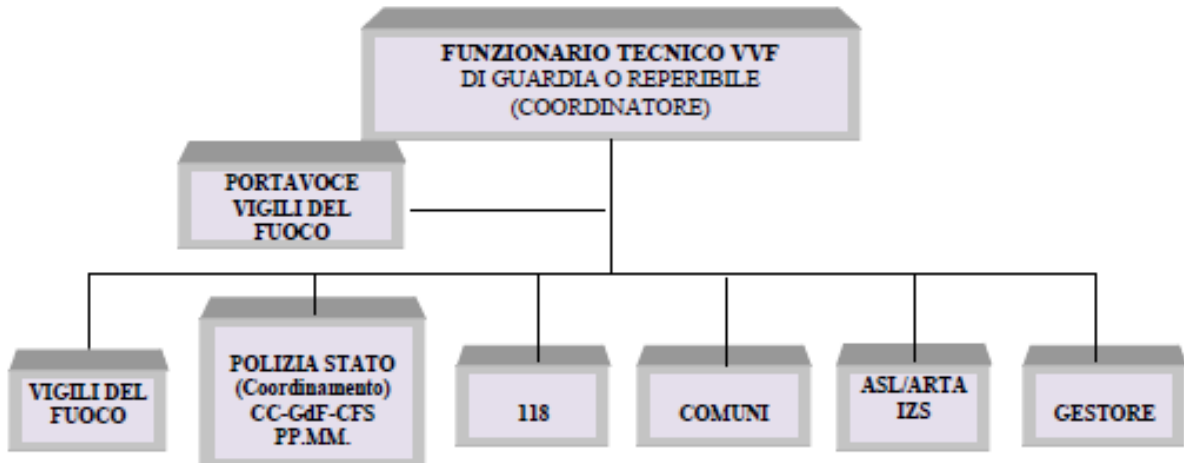 FUNZIONARIO TECNICO VVF
DI GUARDIA O REPERIBILE
(COORDINATORE)
PORTAVOCE
VIGILI DEL
FUOCO
VIGILI DEL
FUOCO
POLIZIA STATO
(Coordinamento)
CC-GdF-CFS
PP.MM.
118
COMUNI
ASL/ARTA
IZS
GESTORE